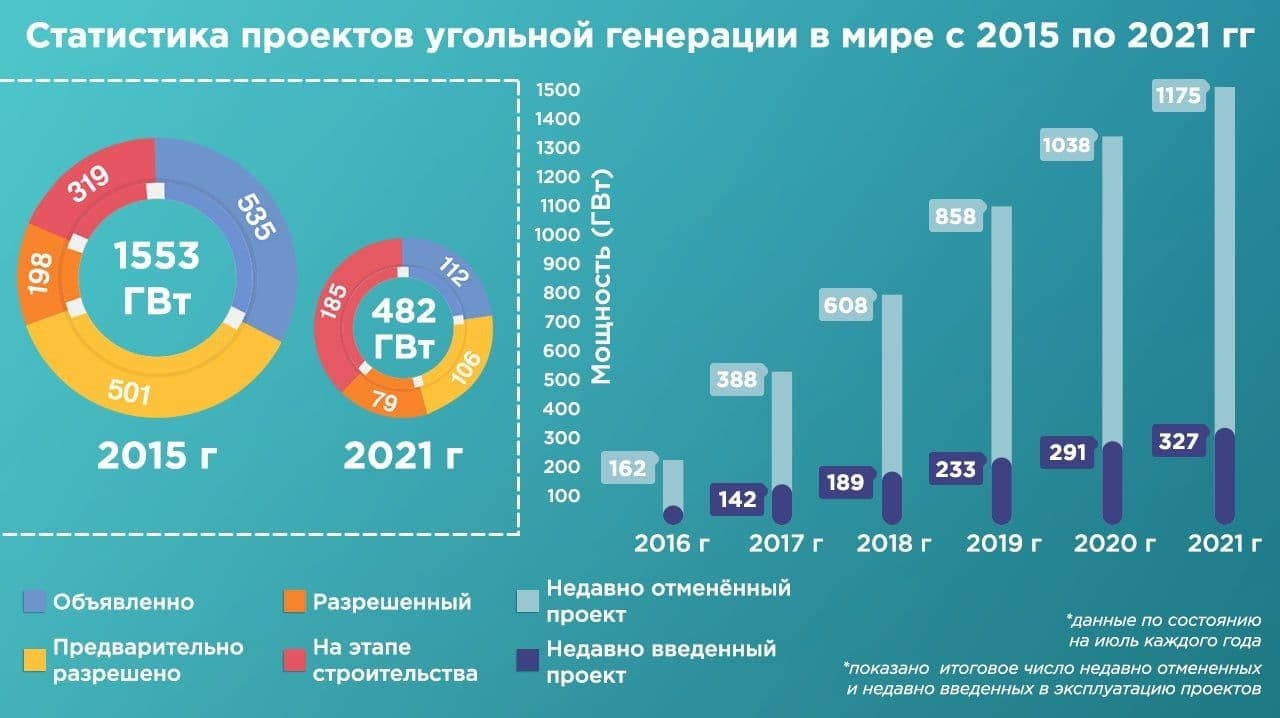 Статистика проектов угольной генерации в мире с 2015 по 2021 гг
319
535
198
501
1553
ГВт
2015 г
185
112
106
79
482
ГВт
2021 г
1500
1400
1300
1200
1100
1000
900
800
700
600
500
400
300
200
100
Мощность (ГВт)
162
388
142
608
189
858
233
1038
291
1175
327
2016 г
2017 г
2018 г
2019 г
2020 г
2021 г
Объявленно
Предварительно
разрешено
Разрешенный
На этапе
строительства
Недавно отменённый
проект
Недавно введенный
проект
*данные по состоянию
на июль каждого года
*показано итоговое число недавно отмененных
и недавно введенных в эксплуатацию проектов